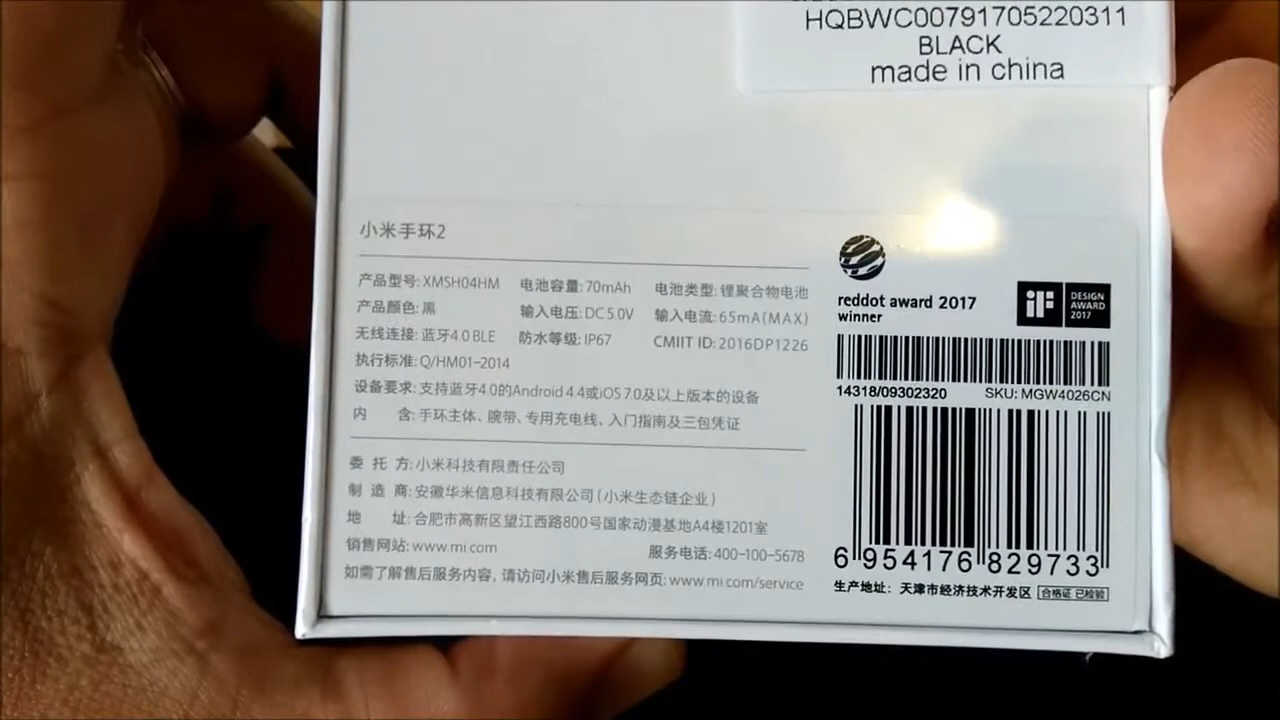 HQBWC00791705220311
BLACK
made in china
小米手环2
产品型号: XMSH04HM 电池容量: 70mAh 电池类型: 锂聚合物电池
产品颜色: 黑 输入电压: DC 5.0V 输入电流: 65mA(MAX)
无线连接: 蓝牙4.0 BLE 防水等级: IP67 CMIIT ID: 2016DP1226
执行标准: Q/HM01-2014
设备要求: 支持蓝牙4.0的Android 4.4或iOS 7.0及以上版本的设备
内 含: 手环主体、腕带、专用充电线、入门指南及三包凭证
委 托 方: 小米科技有限责任公司
制 造 商: 安徽华米信息科技有限公司(小米生态链企业)
地 址: 合肥市高新区望江西路800号国家动漫基地A4楼1201室
销售网站: www.mi.com 服务电话: 400-100-5678
如需了解售后服务内容, 请访问小米售后服务网页: www.mi.com/service
reddot award 2017
winner
iF
DESIGN
AWARD
2017
14318/09302320 SKU: MGW4026CN
6 954176 829733
生产地址: 天津市经济技术开发区 合格证 已检验